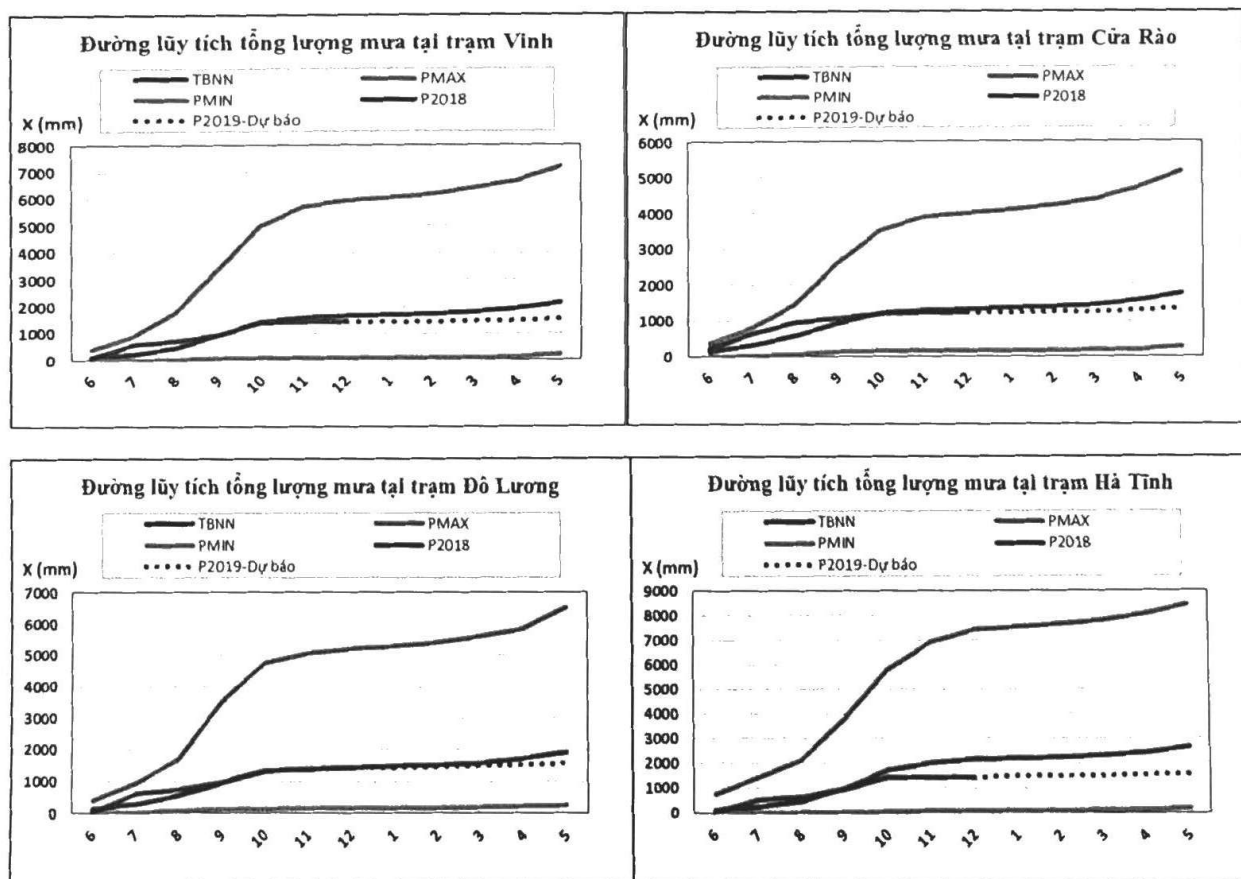 Đường lũy tích tổng lượng mưa tại trạm Vinh
TBNN PMAX
PMIN P2018
P2019-Dự báo
X (mm)
8000
7000
6000
5000
4000
3000
2000
1000
0
6 7 8 9 10 11 12 1 2 3 4 5
Đường lũy tích tổng lượng mưa tại trạm Cửa Rào
TBNN PMAX
PMIN P2018
P2019-Dự báo
X (mm)
6000
5000
4000
3000
2000
1000
0
6 7 8 9 10 11 12 1 2 3 4 5
Đường lũy tích tổng lượng mưa tại trạm Đô Lương
TBNN PMAX
PMIN P2018
P2019-Dự báo
X (mm)
7000
6000
5000
4000
3000
2000
1000
0
6 7 8 9 10 11 12 1 2 3 4 5
Đường lũy tích tổng lượng mưa tại trạm Hà Tĩnh
TBNN PMAX
PMIN P2018
P2019-Dự báo
X (mm)
9000
8000
7000
6000
5000
4000
3000
2000
1000
0
6 7 8 9 10 11 12 1 2 3 4 5